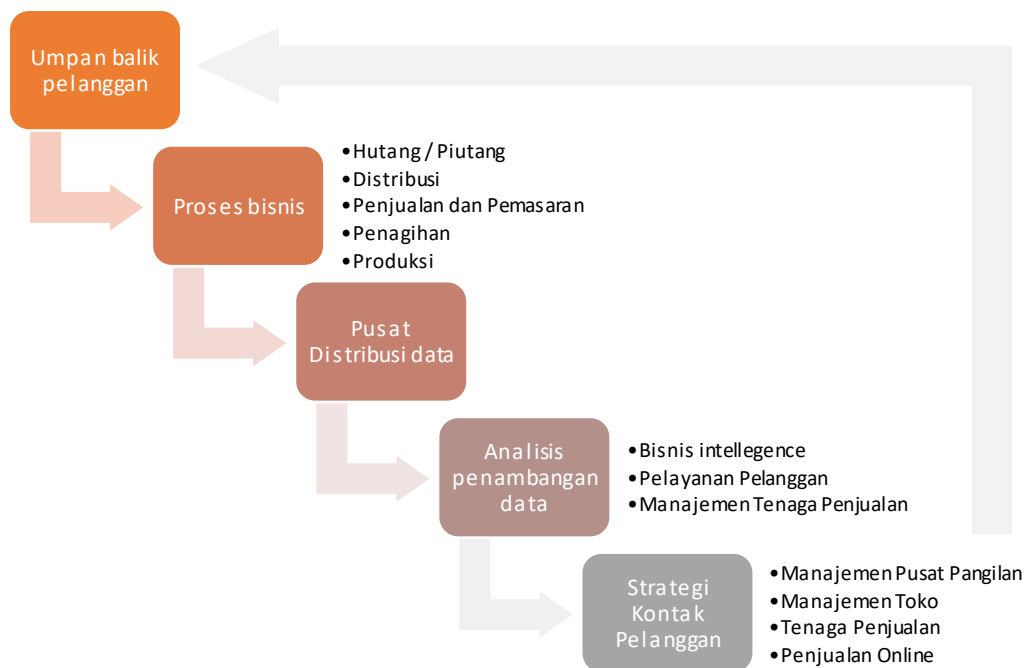 Umpan balik
pelanggan
Proses bisnis
•Hutang / Piutang
•Distribusi
•Penjualan dan Pemasaran
•Penagihan
•Produksi
Pusat
Distribusi data
Analisis
penambangan
data
•Bisnis intellegence
•Pelayanan Pelanggan
•Manajemen Tenaga Penjualan
Strategi
Kontak
Pelanggan
•Manajemen Pusat Pangilan
•Manajemen Toko
•Tenaga Penjualan
•Penjualan Online